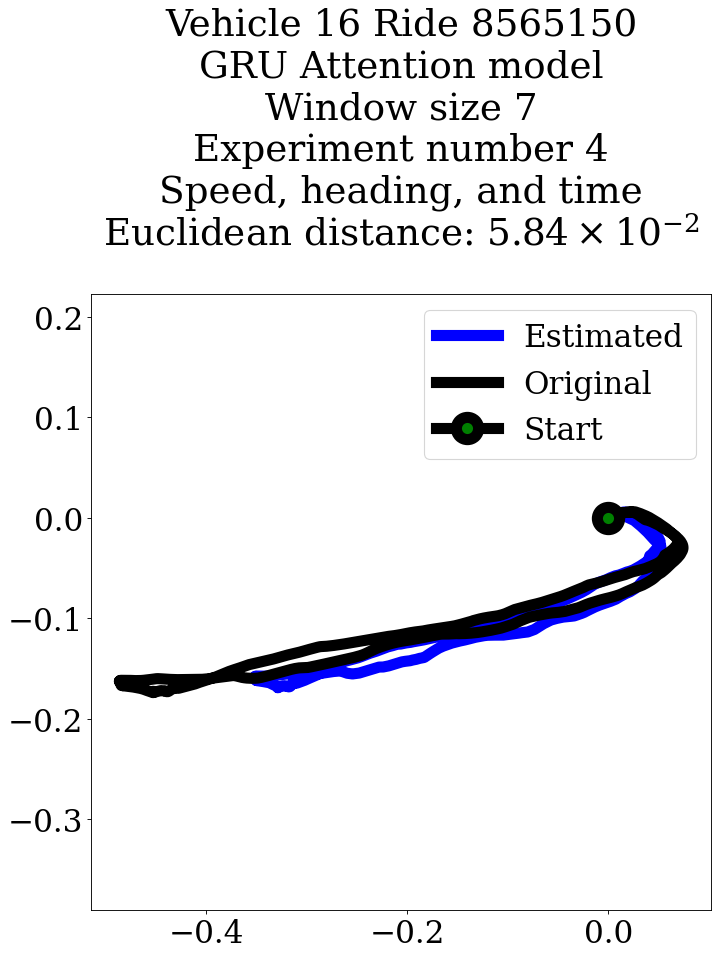 Vehicle 16 Ride 8565150
GRU Attention model
Window size 7
Experiment number 4
Speed, heading, and time
Euclidean distance: 5.84 × 10⁻²
Estimated
Original
Start
0.2
0.1
0.0
−0.1
−0.2
−0.3
−0.4 −0.2 0.0